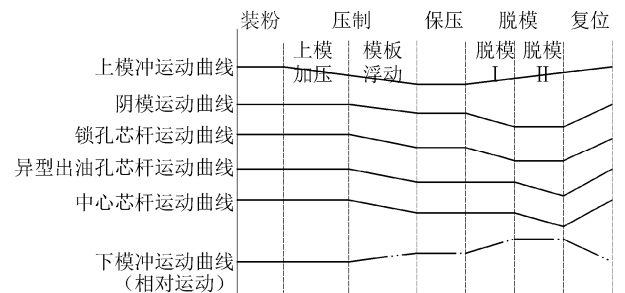 装粉 压制 保压 脱模 复位
上模加压 模板浮动 脱模Ⅰ 脱模Ⅱ
上模冲运动曲线
阴模运动曲线
锁孔芯杆运动曲线
异型出油孔芯杆运动曲线
中心芯杆运动曲线
下模冲运动曲线
（相对运动）